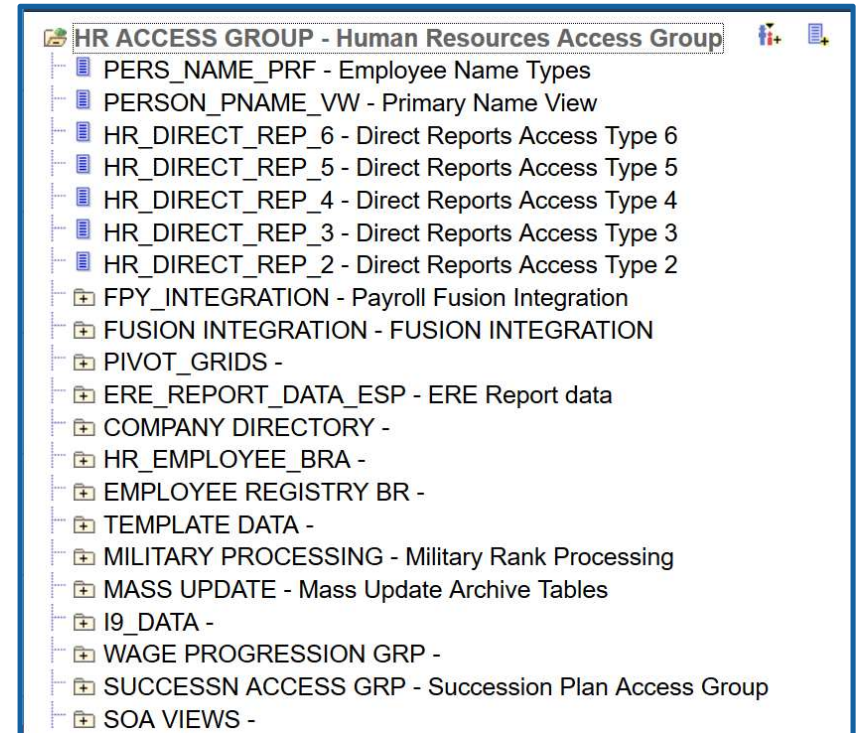 HR ACCESS GROUP - Human Resources Access Group
PERS_NAME_PRF - Employee Name Types
PERSON_PNAME_VW - Primary Name View
HR_DIRECT_REP_6 - Direct Reports Access Type 6
HR_DIRECT_REP_5 - Direct Reports Access Type 5
HR_DIRECT_REP_4 - Direct Reports Access Type 4
HR_DIRECT_REP_3 - Direct Reports Access Type 3
HR_DIRECT_REP_2 - Direct Reports Access Type 2
FPY_INTEGRATION - Payroll Fusion Integration
FUSION INTEGRATION - FUSION INTEGRATION
PIVOT_GRIDS -
ERE_REPORT_DATA_ESP - ERE Report data
COMPANY DIRECTORY -
HR_EMPLOYEE_BRA -
EMPLOYEE REGISTRY BR -
TEMPLATE DATA -
MILITARY PROCESSING - Military Rank Processing
MASS UPDATE - Mass Update Archive Tables
I9_DATA -
WAGE PROGRESSION GRP -
SUCCESSN ACCESS GRP - Succession Plan Access Group
SOA VIEWS -